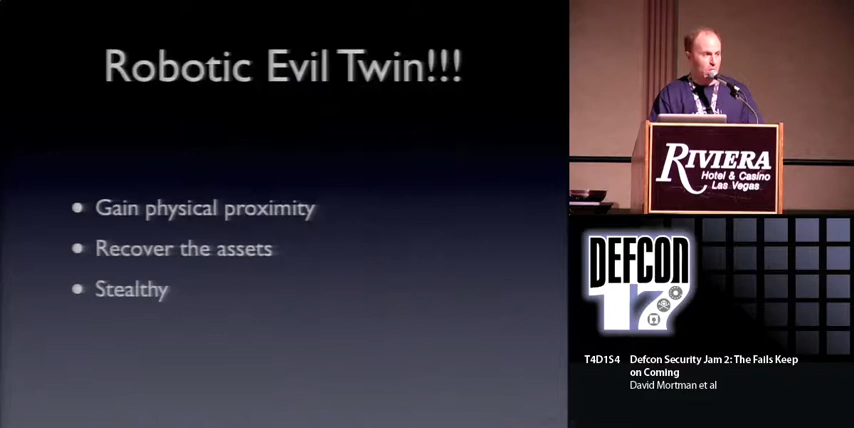 Robotic Evil Twin!!!
• Gain physical proximity
• Recover the assets
• Stealthy
RIVIERA
Hotel & Casino
Las Vegas
DEFCON
17
T4D1S4 Defcon Security Jam 2: The Fails Keep
on Coming
David Mortman et al